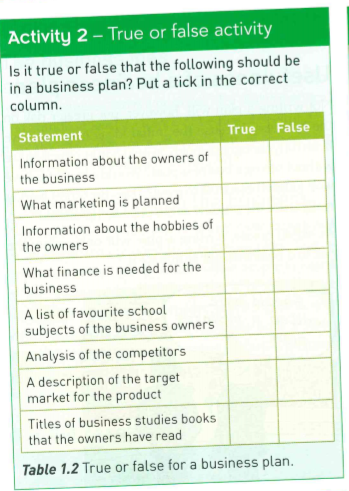 Activity 2 – True or false activity
Is it true or false that the following should be
in a business plan? Put a tick in the correct
column.
Statement True False
Information about the owners of
the business
What marketing is planned
Information about the hobbies of
the owners
What finance is needed for the
business
A list of favourite school
subjects of the business owners
Analysis of the competitors
A description of the target
market for the product
Titles of business studies books
that the owners have read
Table 1.2 True or false for a business plan.